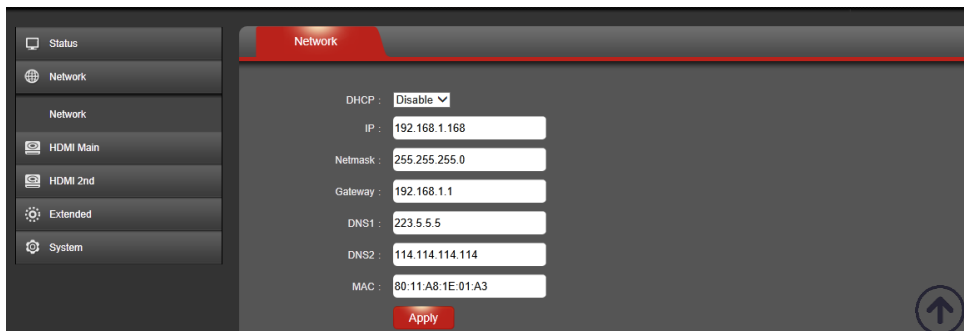 Status
Network
Network
HDMI Main
HDMI 2nd
Extended
System
Network
DHCP : Disable
IP : 192.168.1.168
Netmask : 255.255.255.0
Gateway : 192.168.1.1
DNS1 : 223.5.5.5
DNS2 : 114.114.114.114
MAC : 80:11:A8:1E:01:A3
Apply